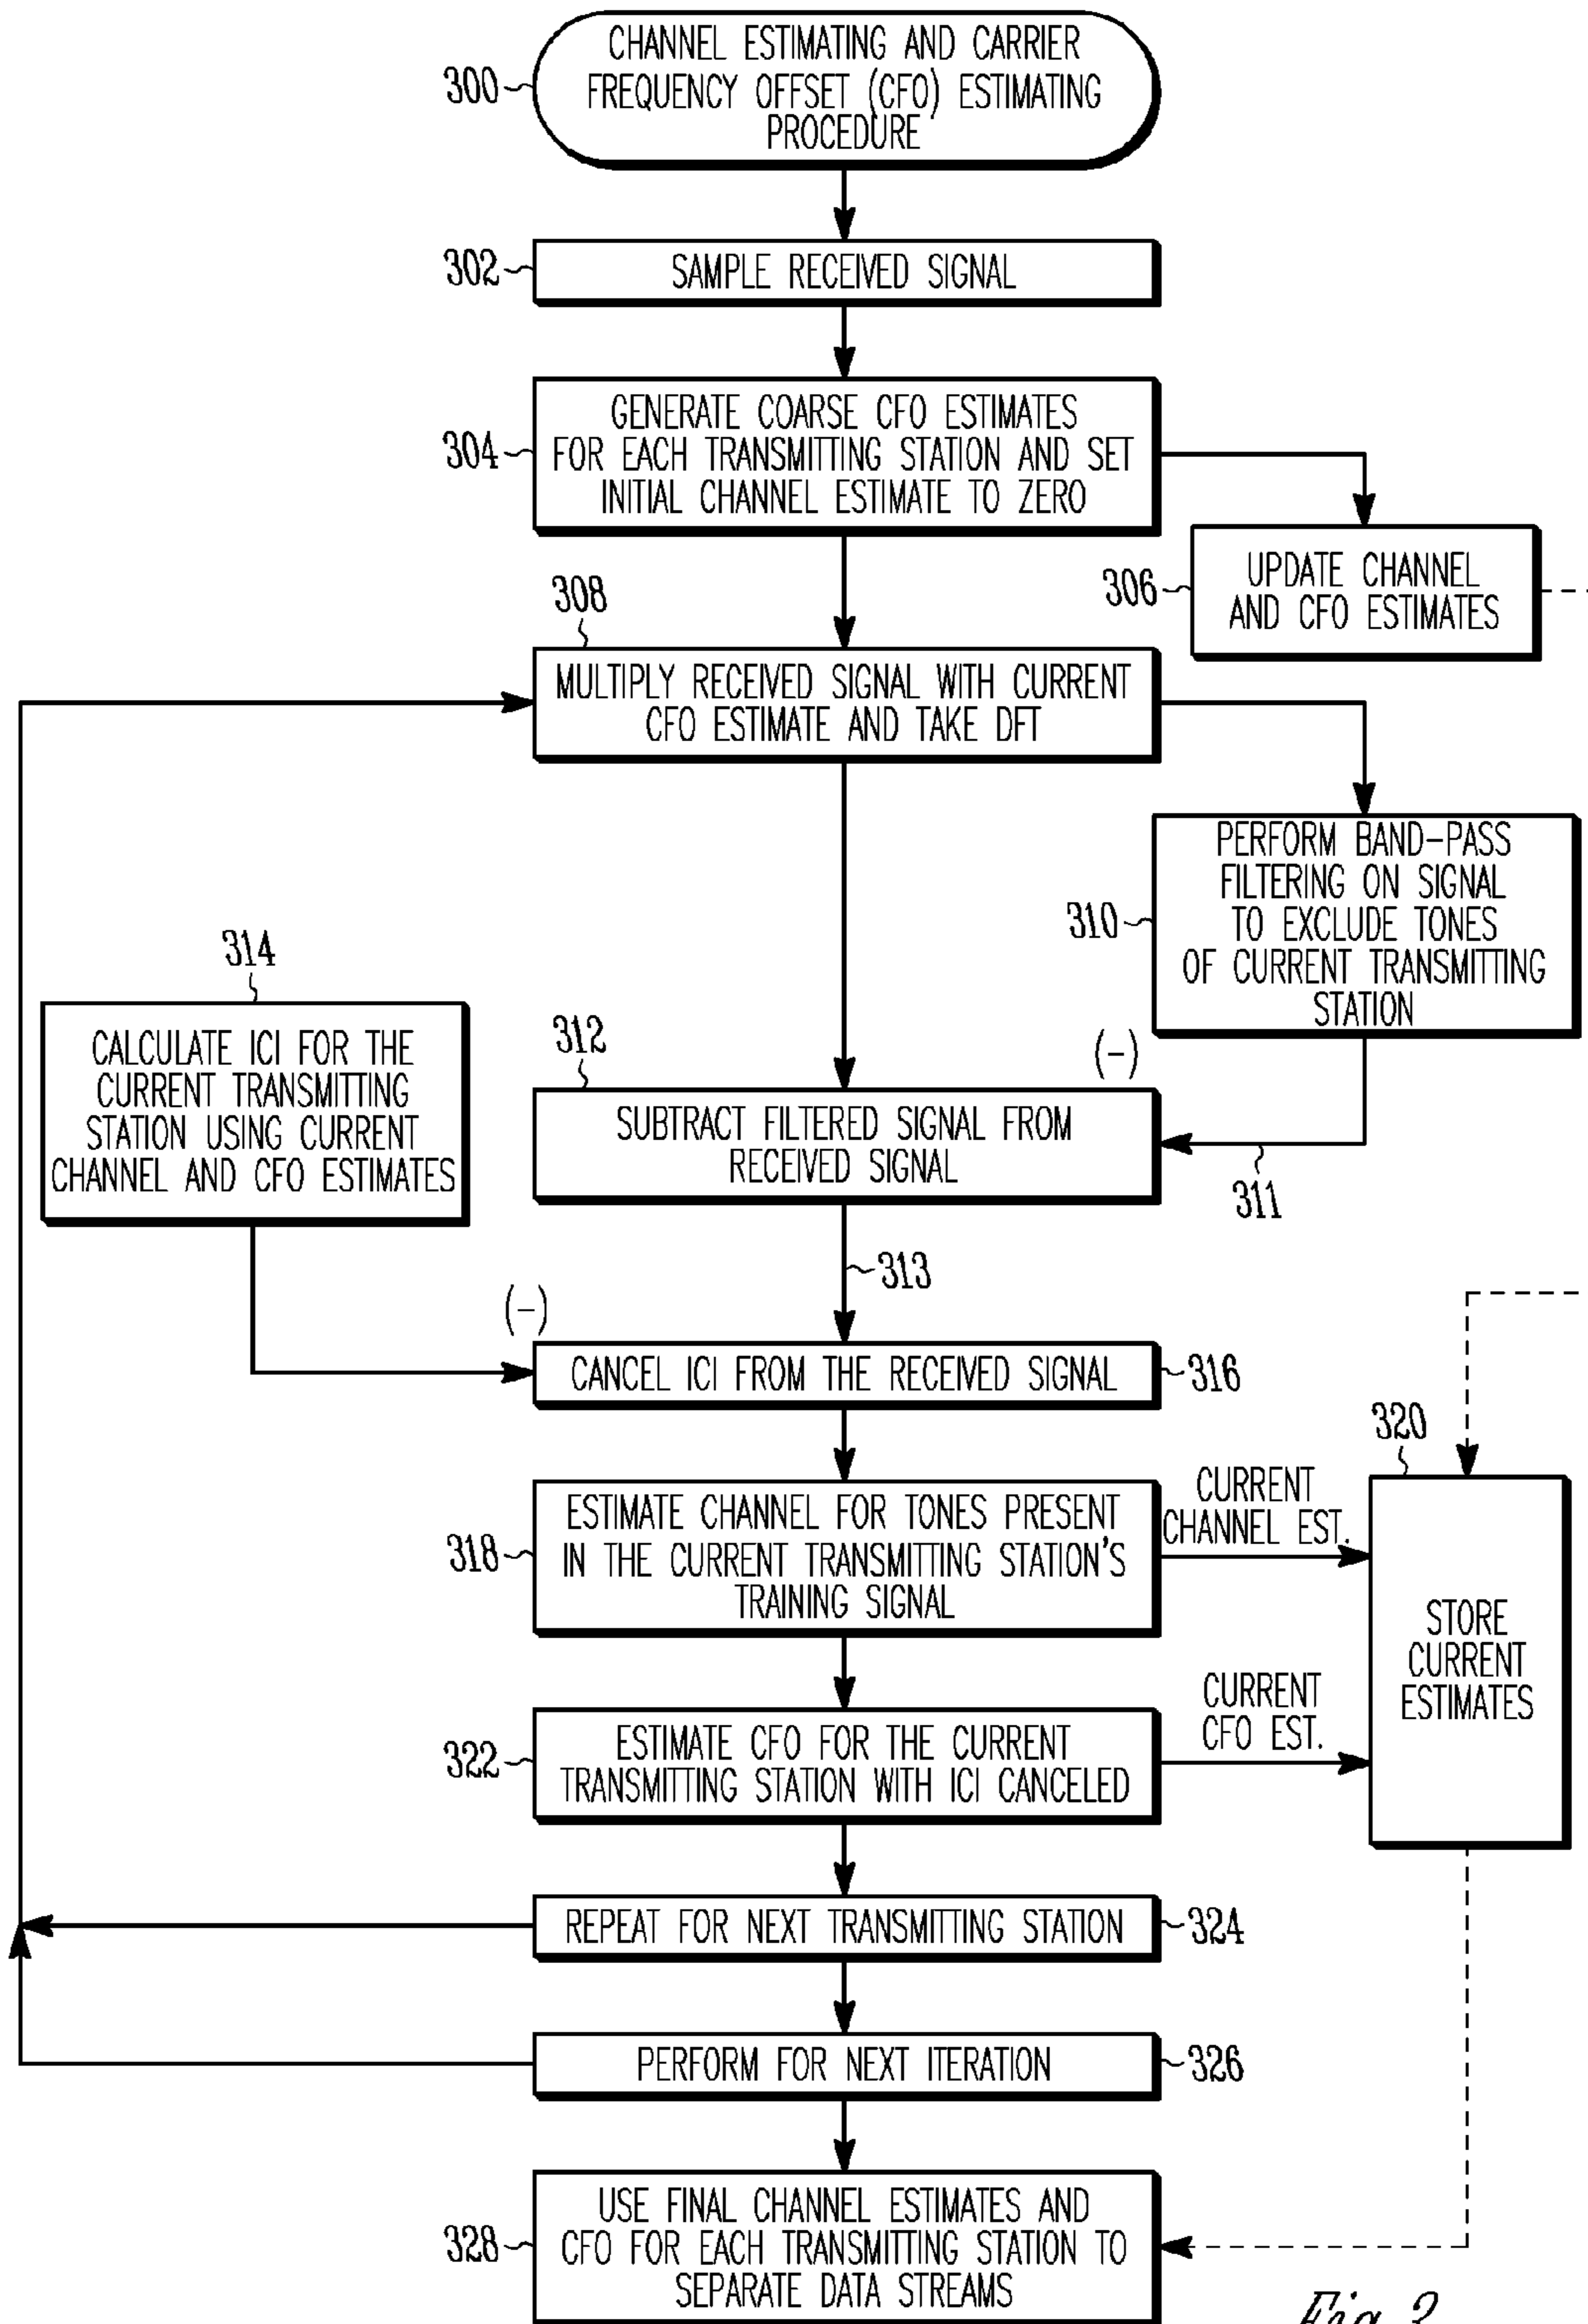 CHANNEL ESTIMATING AND CARRIER
FREQUENCY OFFSET (CFO) ESTIMATING
PROCEDURE
300
302
SAMPLE RECEIVED SIGNAL
304
GENERATE COARSE CFO ESTIMATES
FOR EACH TRANSMITTING STATION AND SET
INITIAL CHANNEL ESTIMATE TO ZERO
306
UPDATE CHANNEL
AND CFO ESTIMATES
308
MULTIPLY RECEIVED SIGNAL WITH CURRENT
CFO ESTIMATE AND TAKE DFT
310
PERFORM BAND-PASS
FILTERING ON SIGNAL
TO EXCLUDE TONES
OF CURRENT TRANSMITTING
STATION
314
CALCULATE ICI FOR THE
CURRENT TRANSMITTING
STATION USING CURRENT
CHANNEL AND CFO ESTIMATES
312
(-)
SUBTRACT FILTERED SIGNAL FROM
RECEIVED SIGNAL
311
313
(-)
CANCEL ICI FROM THE RECEIVED SIGNAL
316
318
ESTIMATE CHANNEL FOR TONES PRESENT
IN THE CURRENT TRANSMITTING STATION'S
TRAINING SIGNAL
CURRENT
CHANNEL EST.
320
STORE
CURRENT
ESTIMATES
322
ESTIMATE CFO FOR THE CURRENT
TRANSMITTING STATION WITH ICI CANCELED
CURRENT
CFO EST.
REPEAT FOR NEXT TRANSMITTING STATION
324
PERFORM FOR NEXT ITERATION
326
328
USE FINAL CHANNEL ESTIMATES AND
CFO FOR EACH TRANSMITTING STATION TO
SEPARATE DATA STREAMS